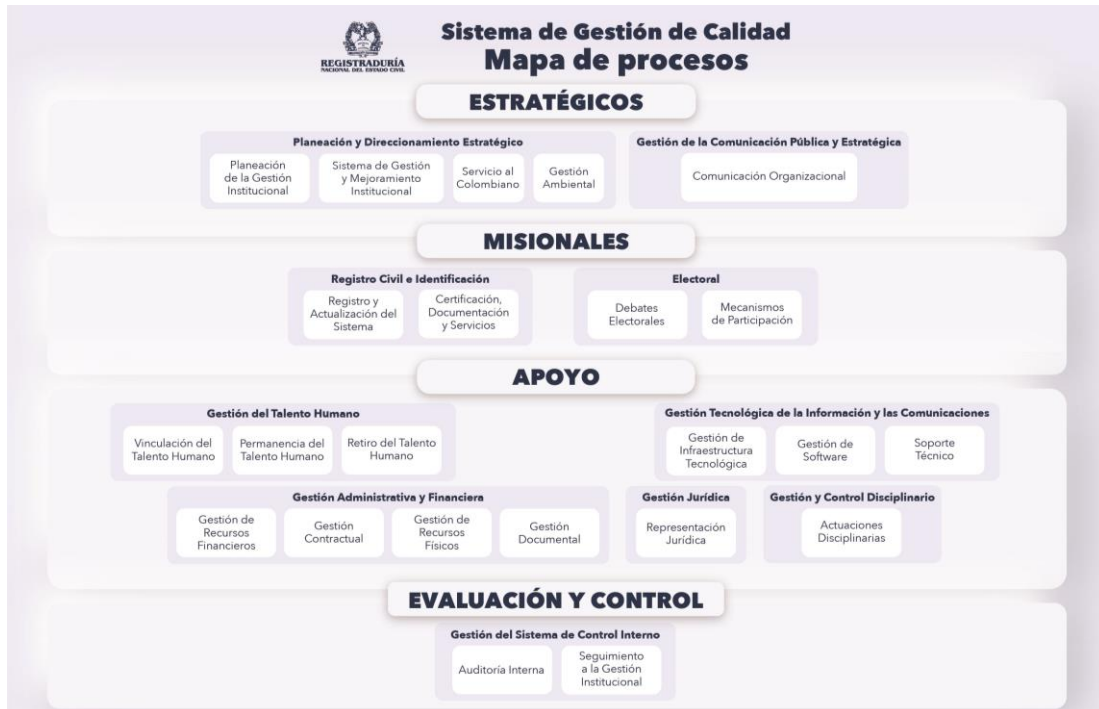 Sistema de Gestión de Calidad
Mapa de procesos
REGISTRADURÍA
NACIONAL DEL ESTADO CIVIL
ESTRATÉGICOS
Planeación y Direccionamiento Estratégico
Planeación
de la Gestión
Institucional
Sistema de Gestión
y Mejoramiento
Institucional
Servicio al
Colombiano
Gestión
Ambiental
Gestión de la Comunicación Pública y Estratégica
Comunicación Organizacional
MISIONALES
Registro Civil e Identificación
Registro y
Actualización del
Sistema
Certificación,
Documentación
y Servicios
Electoral
Debates
Electorales
Mecanismos
de Participación
APOYO
Gestión del Talento Humano
Vinculación del
Talento Humano
Permanencia del
Talento Humano
Retiro del Talento
Humano
Gestión Tecnológica de la Información y las Comunicaciones
Gestión de
Infraestructura
Tecnológica
Gestión de
Software
Soporte
Técnico
Gestión Administrativa y Financiera
Gestión de
Recursos
Financieros
Gestión
Contractual
Gestión de
Recursos
Físicos
Gestión
Documental
Gestión Jurídica
Representación
Jurídica
Gestión y Control Disciplinario
Actuaciones
Disciplinarias
EVALUACIÓN Y CONTROL
Gestión del Sistema de Control Interno
Auditoría Interna
Seguimiento
a la Gestión
Institucional